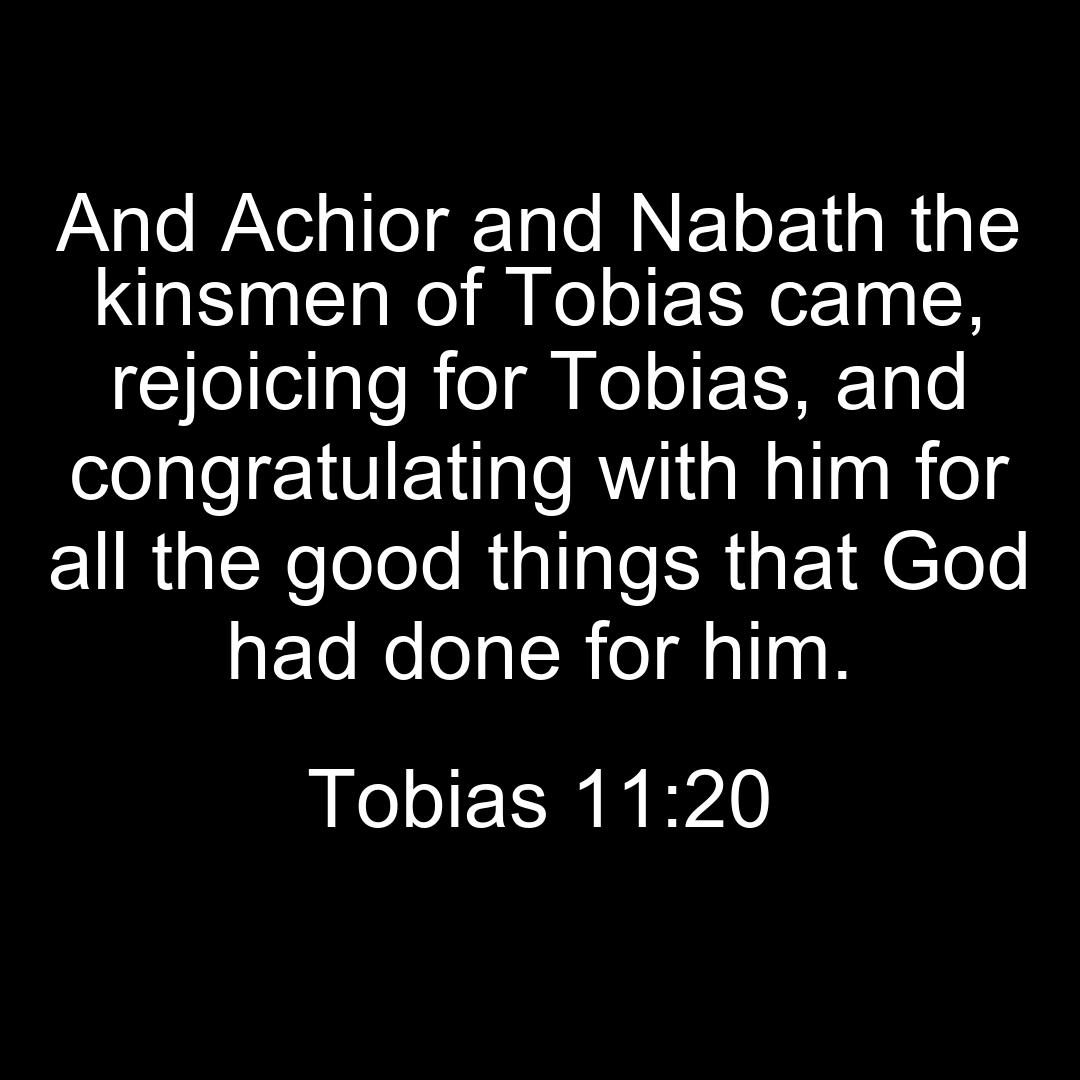 And Achior and Nabath the
kinsmen of Tobias came,
rejoicing for Tobias, and
congratulating with him for
all the good things that God
had done for him.
Tobias 11:20